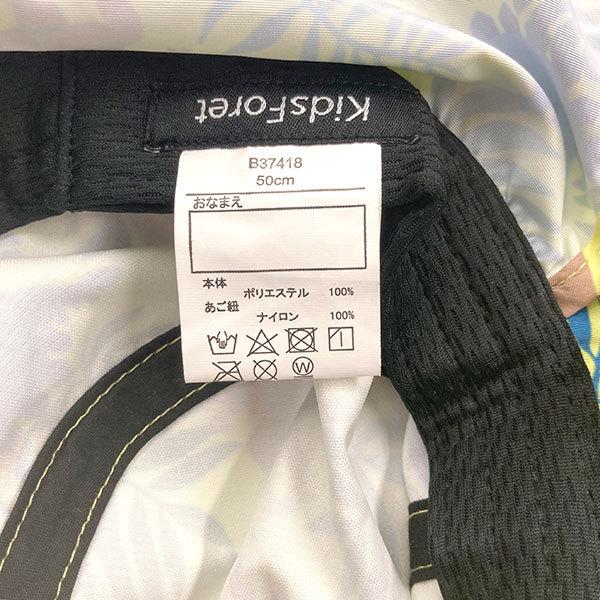 KidsForet
B37418
50cm
おなまえ
本体
ポリエステル 100%
あご紐
ナイロン 100%
W